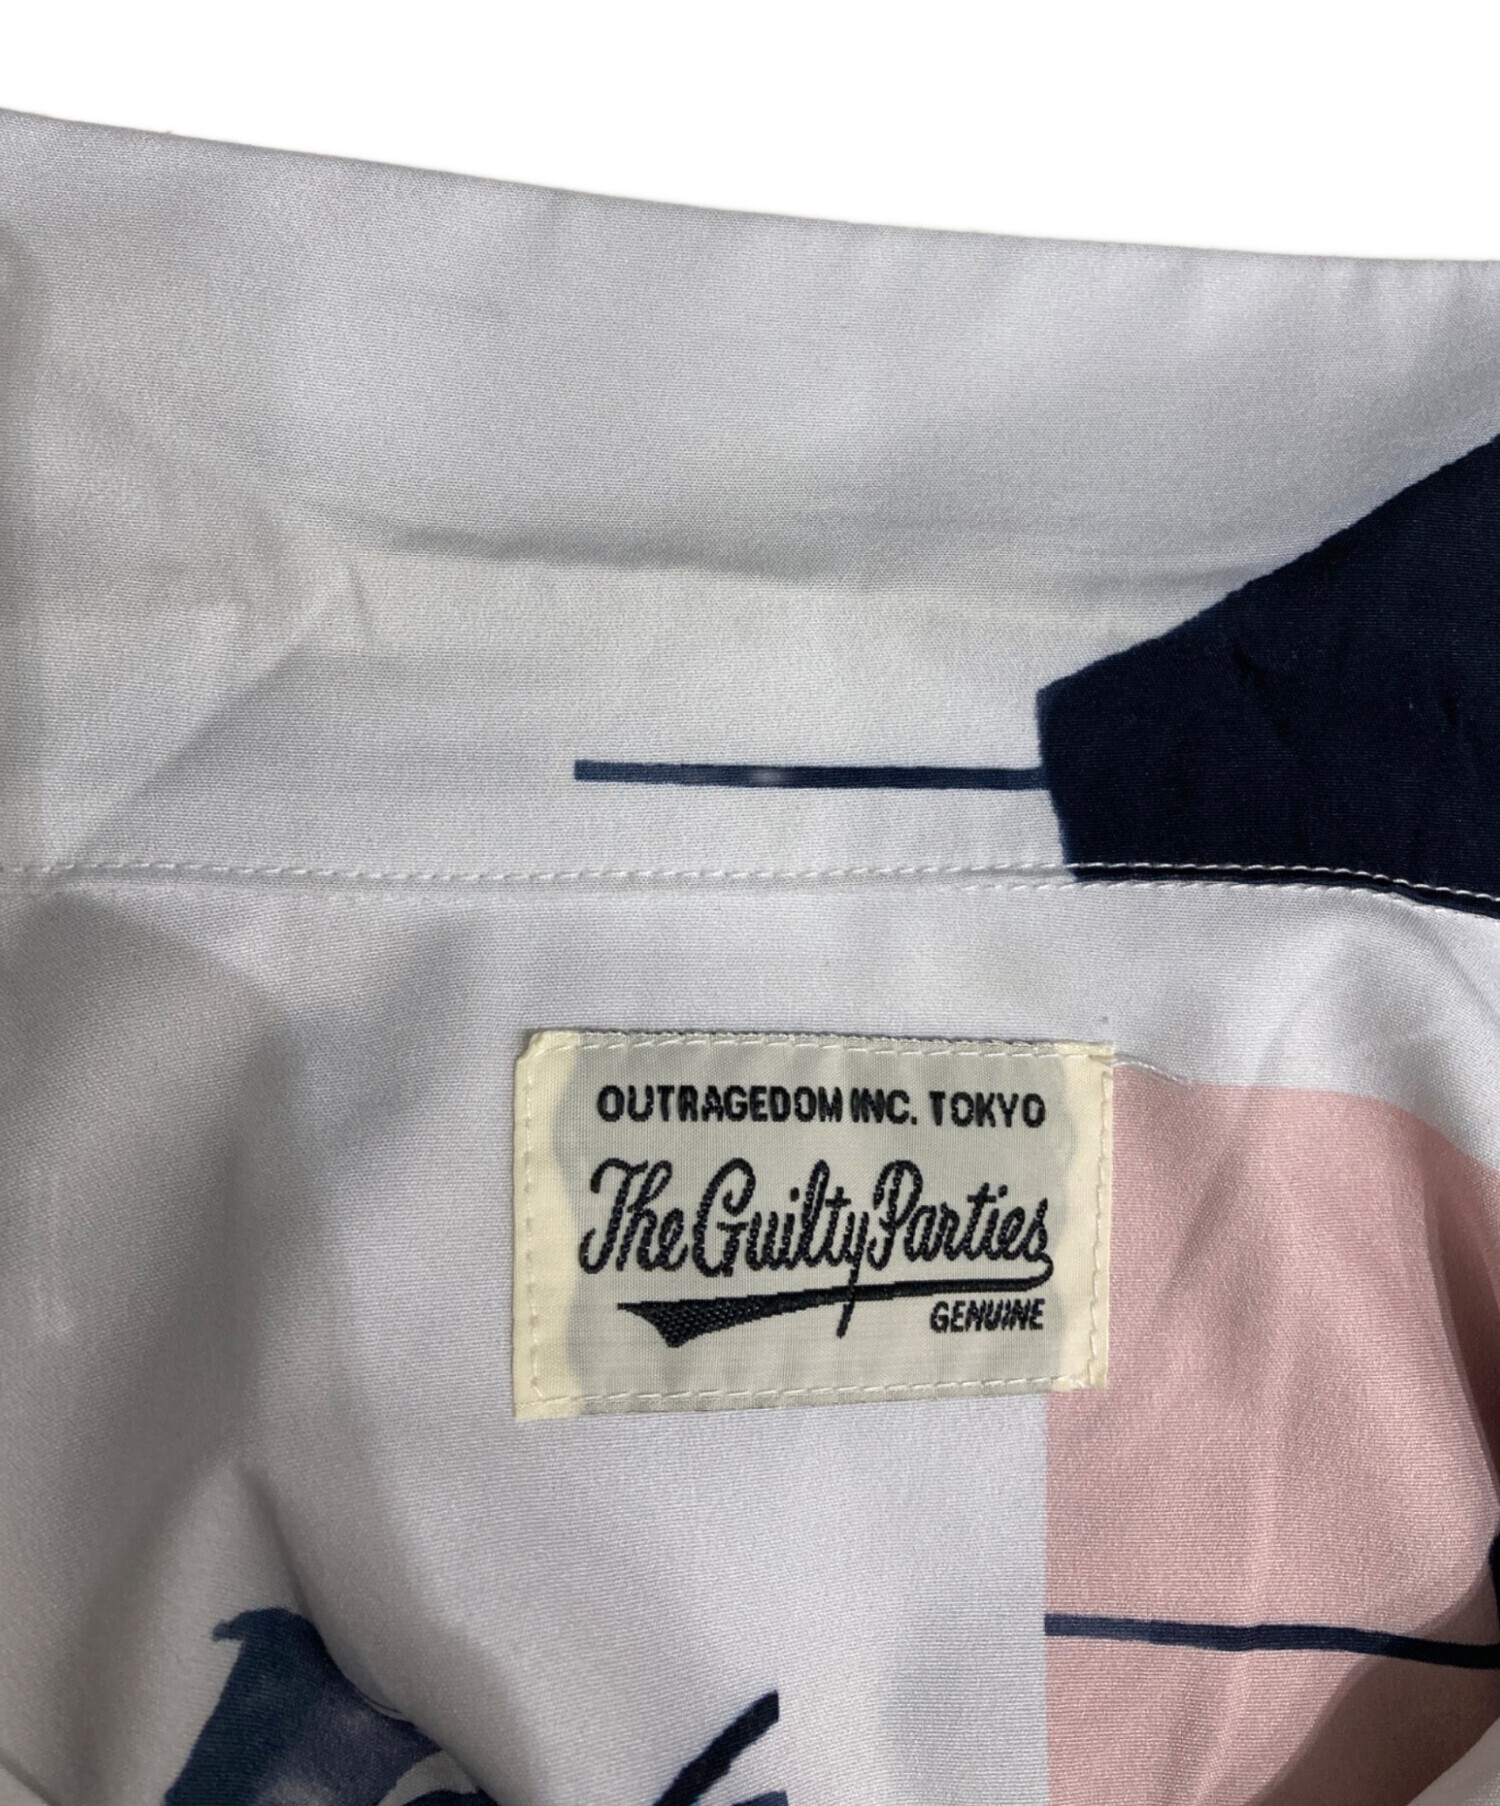 OUTRAGEDOM INC. TOKYO
The Guilty Parties
GENUINE